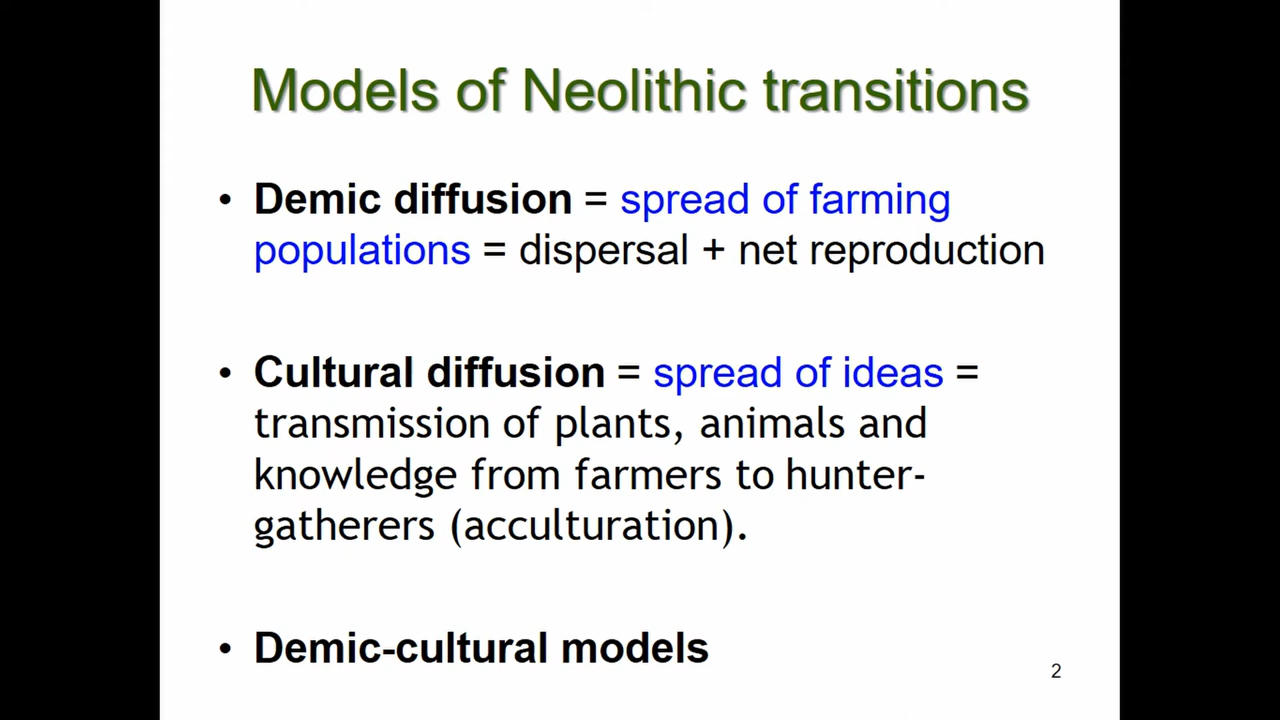 Models of Neolithic transitions
• Demic diffusion = spread of farming
populations = dispersal + net reproduction
• Cultural diffusion = spread of ideas =
transmission of plants, animals and
knowledge from farmers to hunter-
gatherers (acculturation).
• Demic-cultural models
2